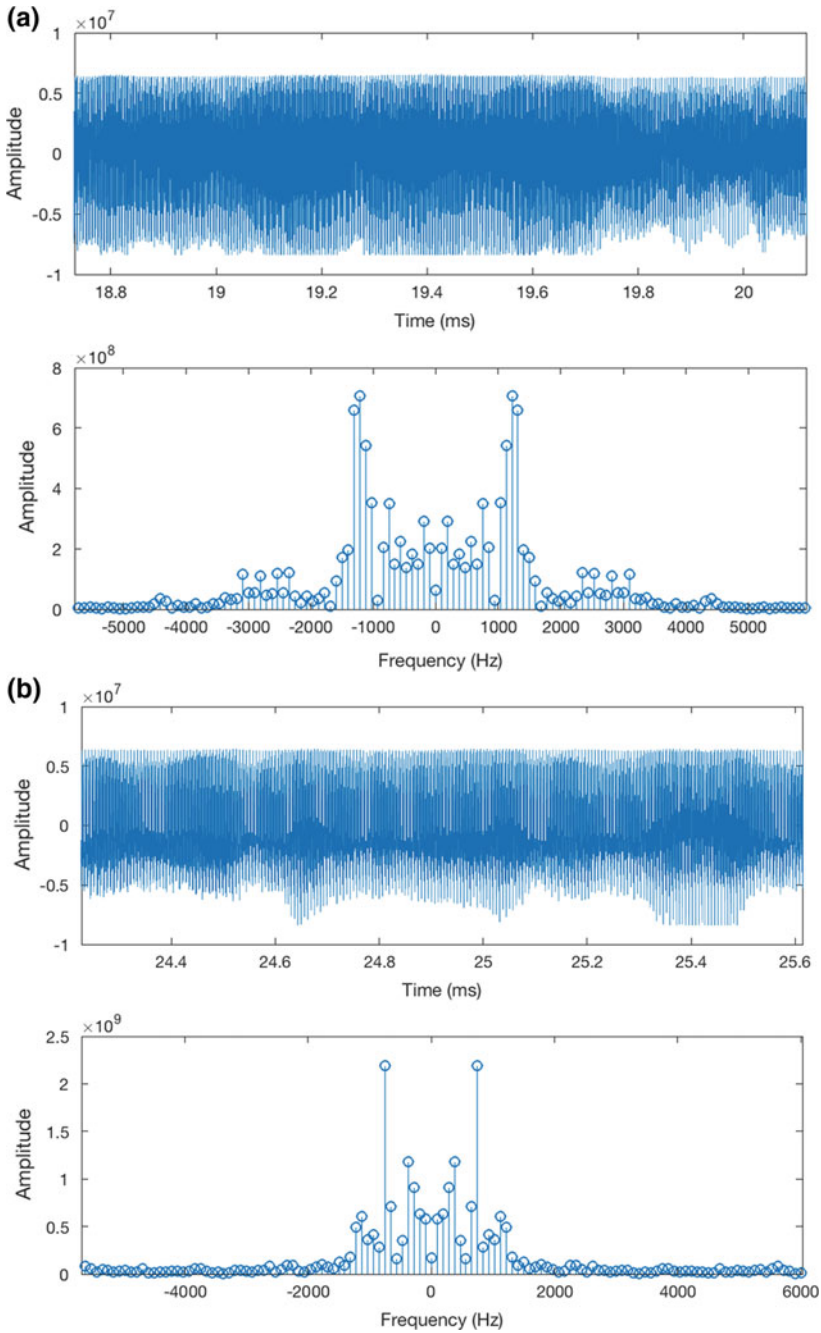 (a)
×10⁷
1
0.5
0
-0.5
-1
Amplitude
18.8 19 19.2 19.4 19.6 19.8 20
Time (ms)
×10⁸
8
6
4
2
0
Amplitude
-5000 -4000 -3000 -2000 -1000 0 1000 2000 3000 4000 5000
Frequency (Hz)
(b)
×10⁷
1
0.5
0
-0.5
-1
Amplitude
24.4 24.6 24.8 25 25.2 25.4 25.6
Time (ms)
×10⁹
2.5
2
1.5
1
0.5
0
Amplitude
-4000 -2000 0 2000 4000 6000
Frequency (Hz)